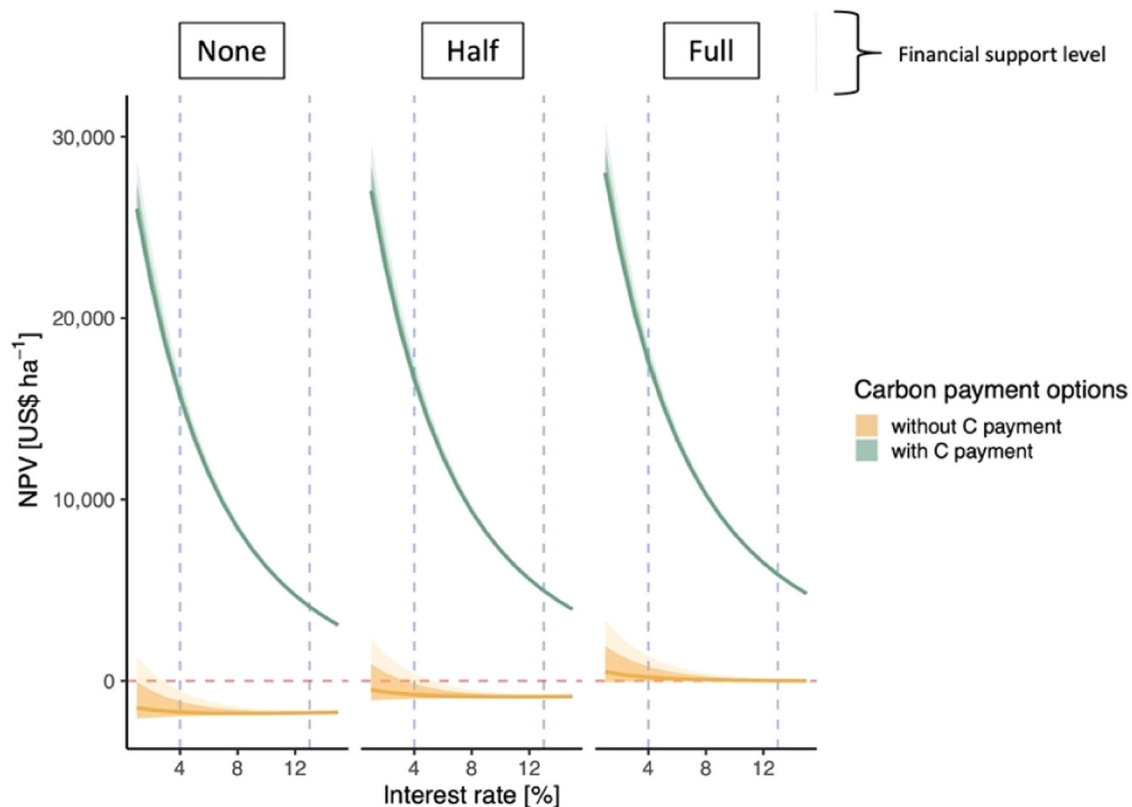 None
Half
Full
Financial support level
NPV [US$ ha⁻¹]
30,000
20,000
10,000
0
4
8
12
4
8
12
4
8
12
Interest rate [%]
Carbon payment options
without C payment
with C payment